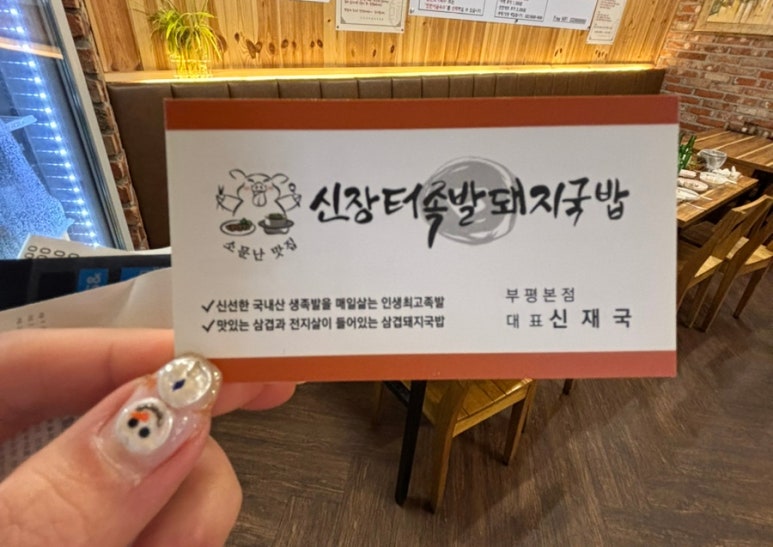 신장터족발돼지국밥
소문난 맛집
✓신선한 국내산 생족발을 매일삶는 인생최고족발
✓맛있는 삼겹과 전지살이 들어있는 삼겹돼지국밥
부평본점
대표 신재국